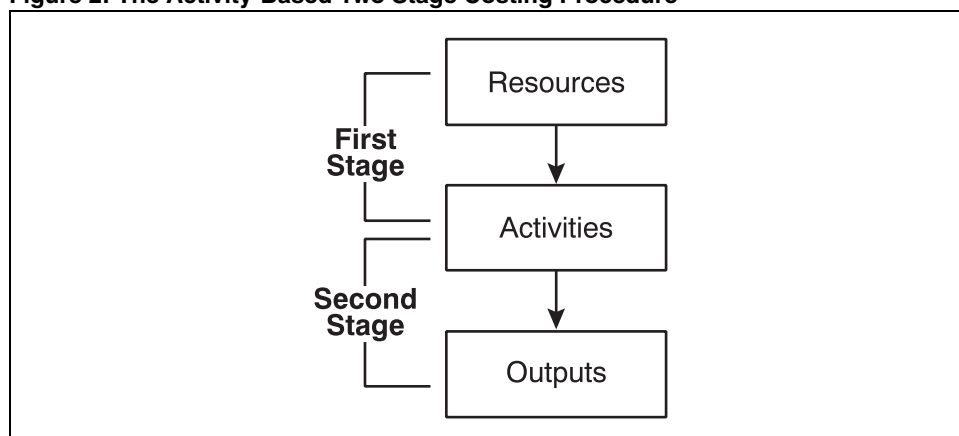 Figure 2. The Activity-Based Two Stage Costing Procedure
Resources
First
Stage
Activities
Second
Stage
Outputs